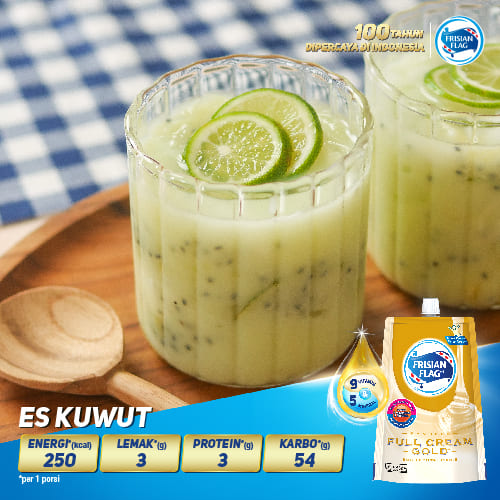 100 TAHUN
DIPERCAYA DI INDONESIA.
FRISIAN
FLAG
FRISIAN
FLAG
9
5
FULL CREAM
GOLD
ES KUWUT
ENERGI*(kcal)
250
LEMAK*(g)
3
PROTEIN*(g)
3
KARBO*(g)
54
*per 1 porsi